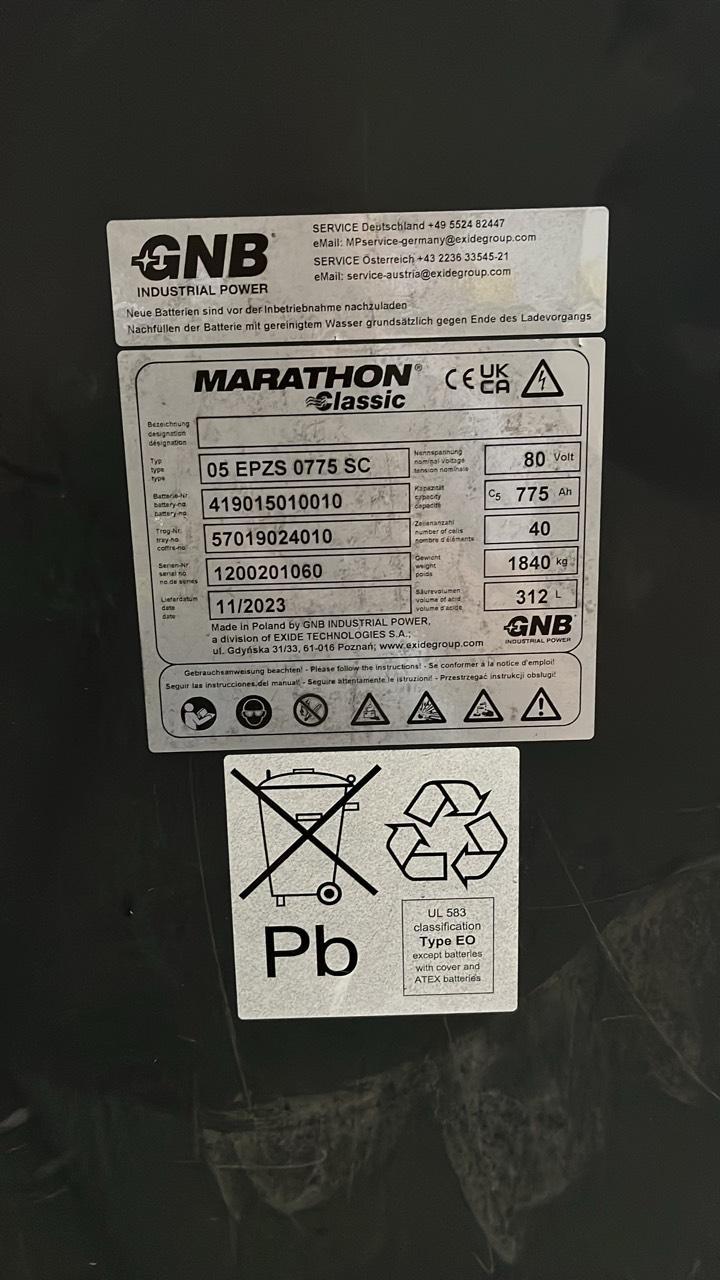 GNB
INDUSTRIAL POWER
SERVICE Deutschland +49 5524 82447
eMail: MPservice-germany@exidegroup.com
SERVICE Österreich +43 2236 33545-21
eMail: service-austria@exidegroup.com
Neue Batterien sind vor der Inbetriebnahme nachzuladen
Nachfüllen der Batterie mit gereinigtem Wasser grundsätzlich gegen Ende des Ladevorgangs
MARATHON®
Classic
CE UK
CA
Bezeichnung
designation
désignation
Typ
type
type
05 EPZS 0775 SC
Nennspannung
nominal voltage
tension nominale
80 Volt
Batterie-Nr.
battery-no.
battery-no.
419015010010
Kapazität
capacity
capacité
C5 775 Ah
Trog-Nr.
tray-no.
coffre-no.
57019024010
Zellenanzahl
number of cells
nombre d'éléments
40
Serien-Nr.
serial no.
no.de series
1200201060
Gewicht
weight
poids
1840 kg
Lieferdatum
date
date
11/2023
Säurevolumen
volume of acid
volume d'acide
312 L
Made in Poland by GNB INDUSTRIAL POWER,
a division of EXIDE TECHNOLOGIES S.A.;
ul. Gdyńska 31/33, 61-016 Poznań; www.exidegroup.com
GNB
INDUSTRIAL POWER
Gebrauchsanweisung beachten! - Please follow the instructions! - Se conformer à la notice d'emploi!
Seguir las instrucciones del manual! - Seguire attentamente le istruzioni! - Przestrzegać instrukcji obsługi!
Pb
UL 583
classification
Type EO
except batteries
with cover and
ATEX batteries